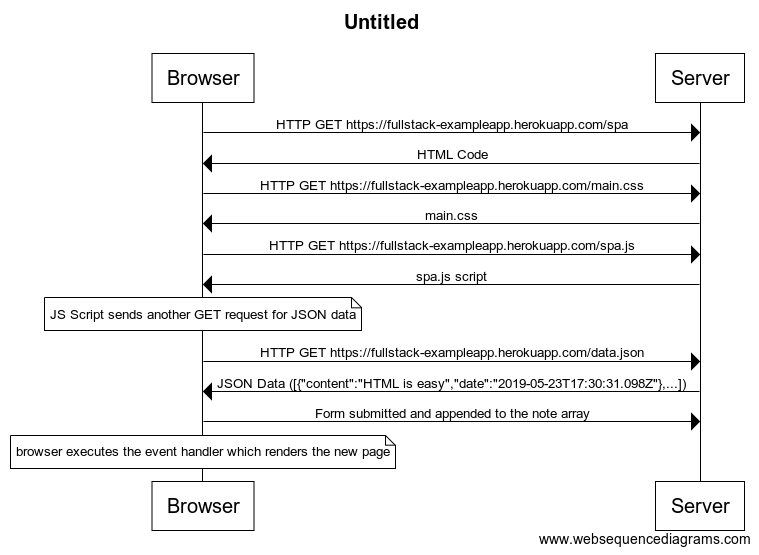 Untitled
Browser
Server
HTTP GET https://fullstack-exampleapp.herokuapp.com/spa
HTML Code
HTTP GET https://fullstack-exampleapp.herokuapp.com/main.css
main.css
HTTP GET https://fullstack-exampleapp.herokuapp.com/spa.js
spa.js script
JS Script sends another GET request for JSON data
HTTP GET https://fullstack-exampleapp.herokuapp.com/data.json
JSON Data ([{"content":"HTML is easy","date":"2019-05-23T17:30:31.098Z"},...])
Form submitted and appended to the note array
browser executes the event handler which renders the new page
Browser
Server
www.websequencediagrams.com